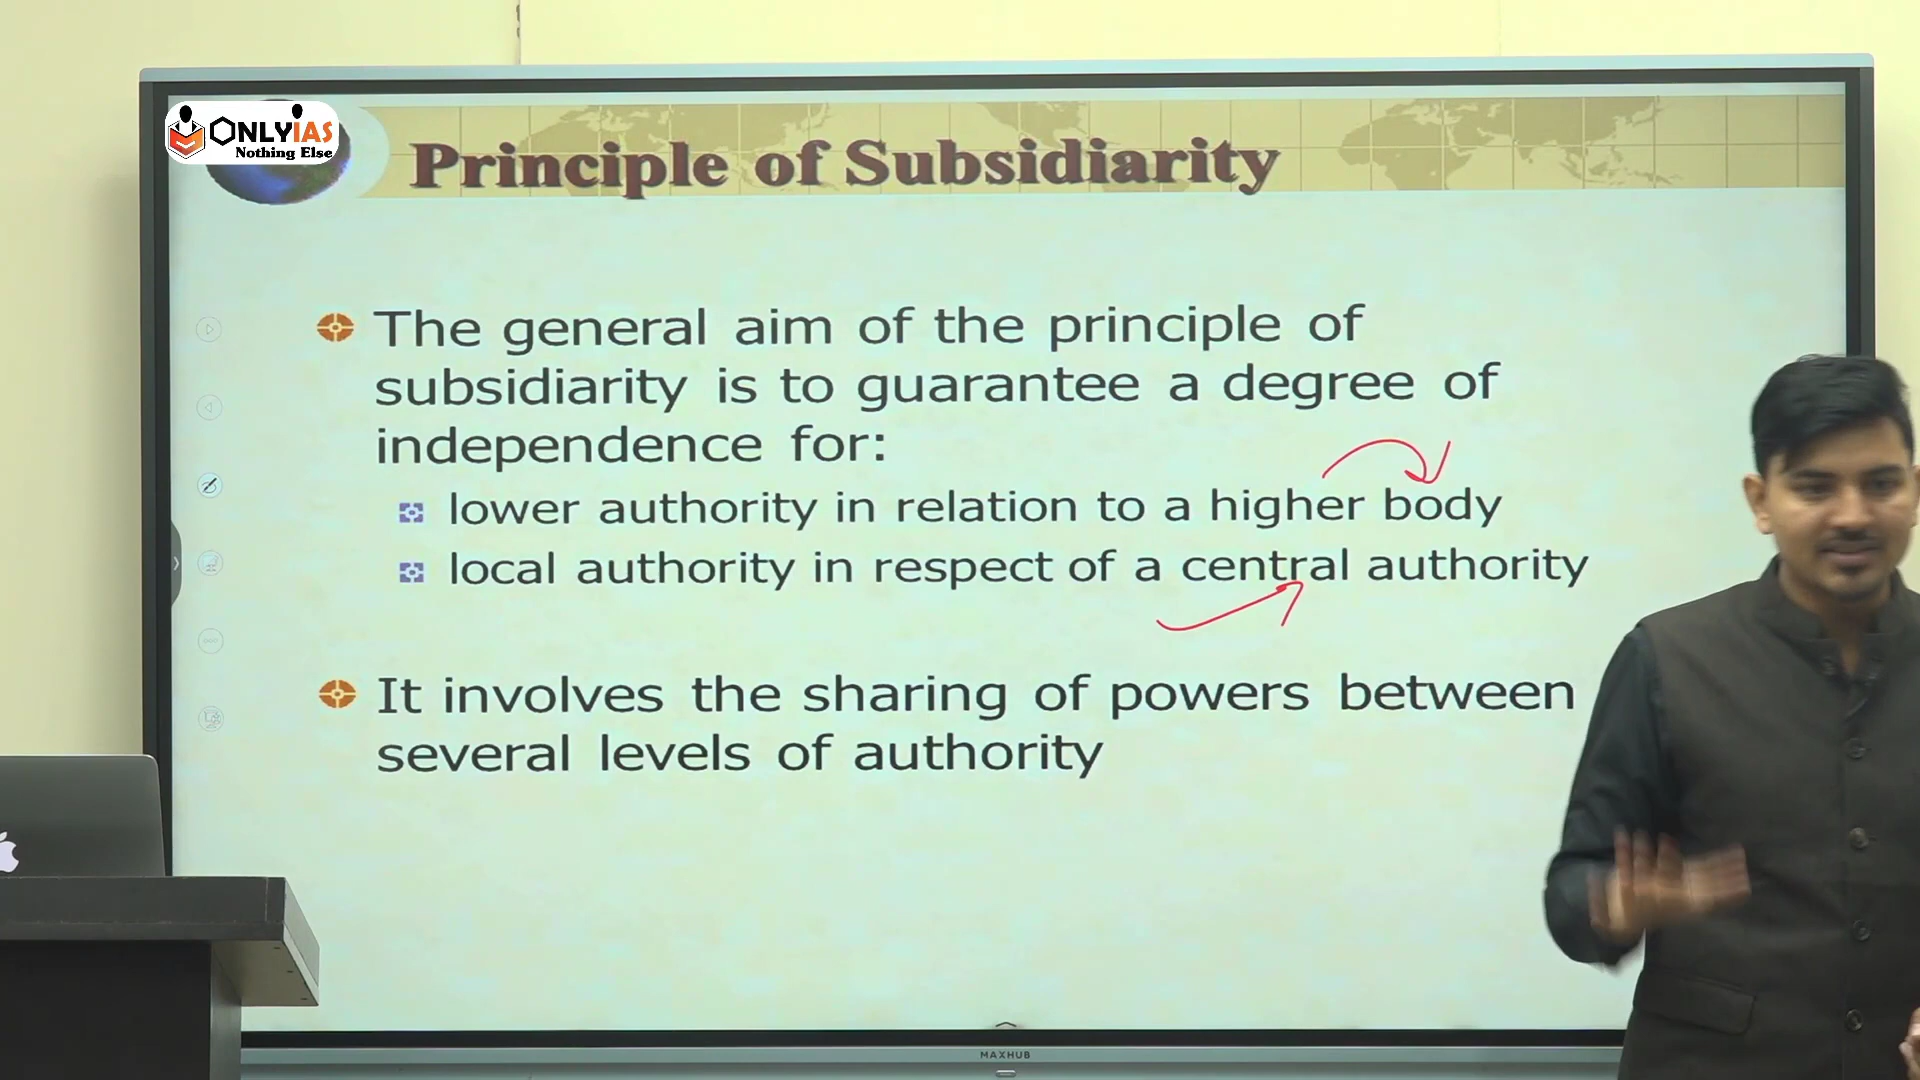 ONLYIAS
Nothing Else
Principle of Subsidiarity
The general aim of the principle of
subsidiarity is to guarantee a degree of
independence for:
lower authority in relation to a higher body
local authority in respect of a central authority
It involves the sharing of powers between
several levels of authority
MAXHUB